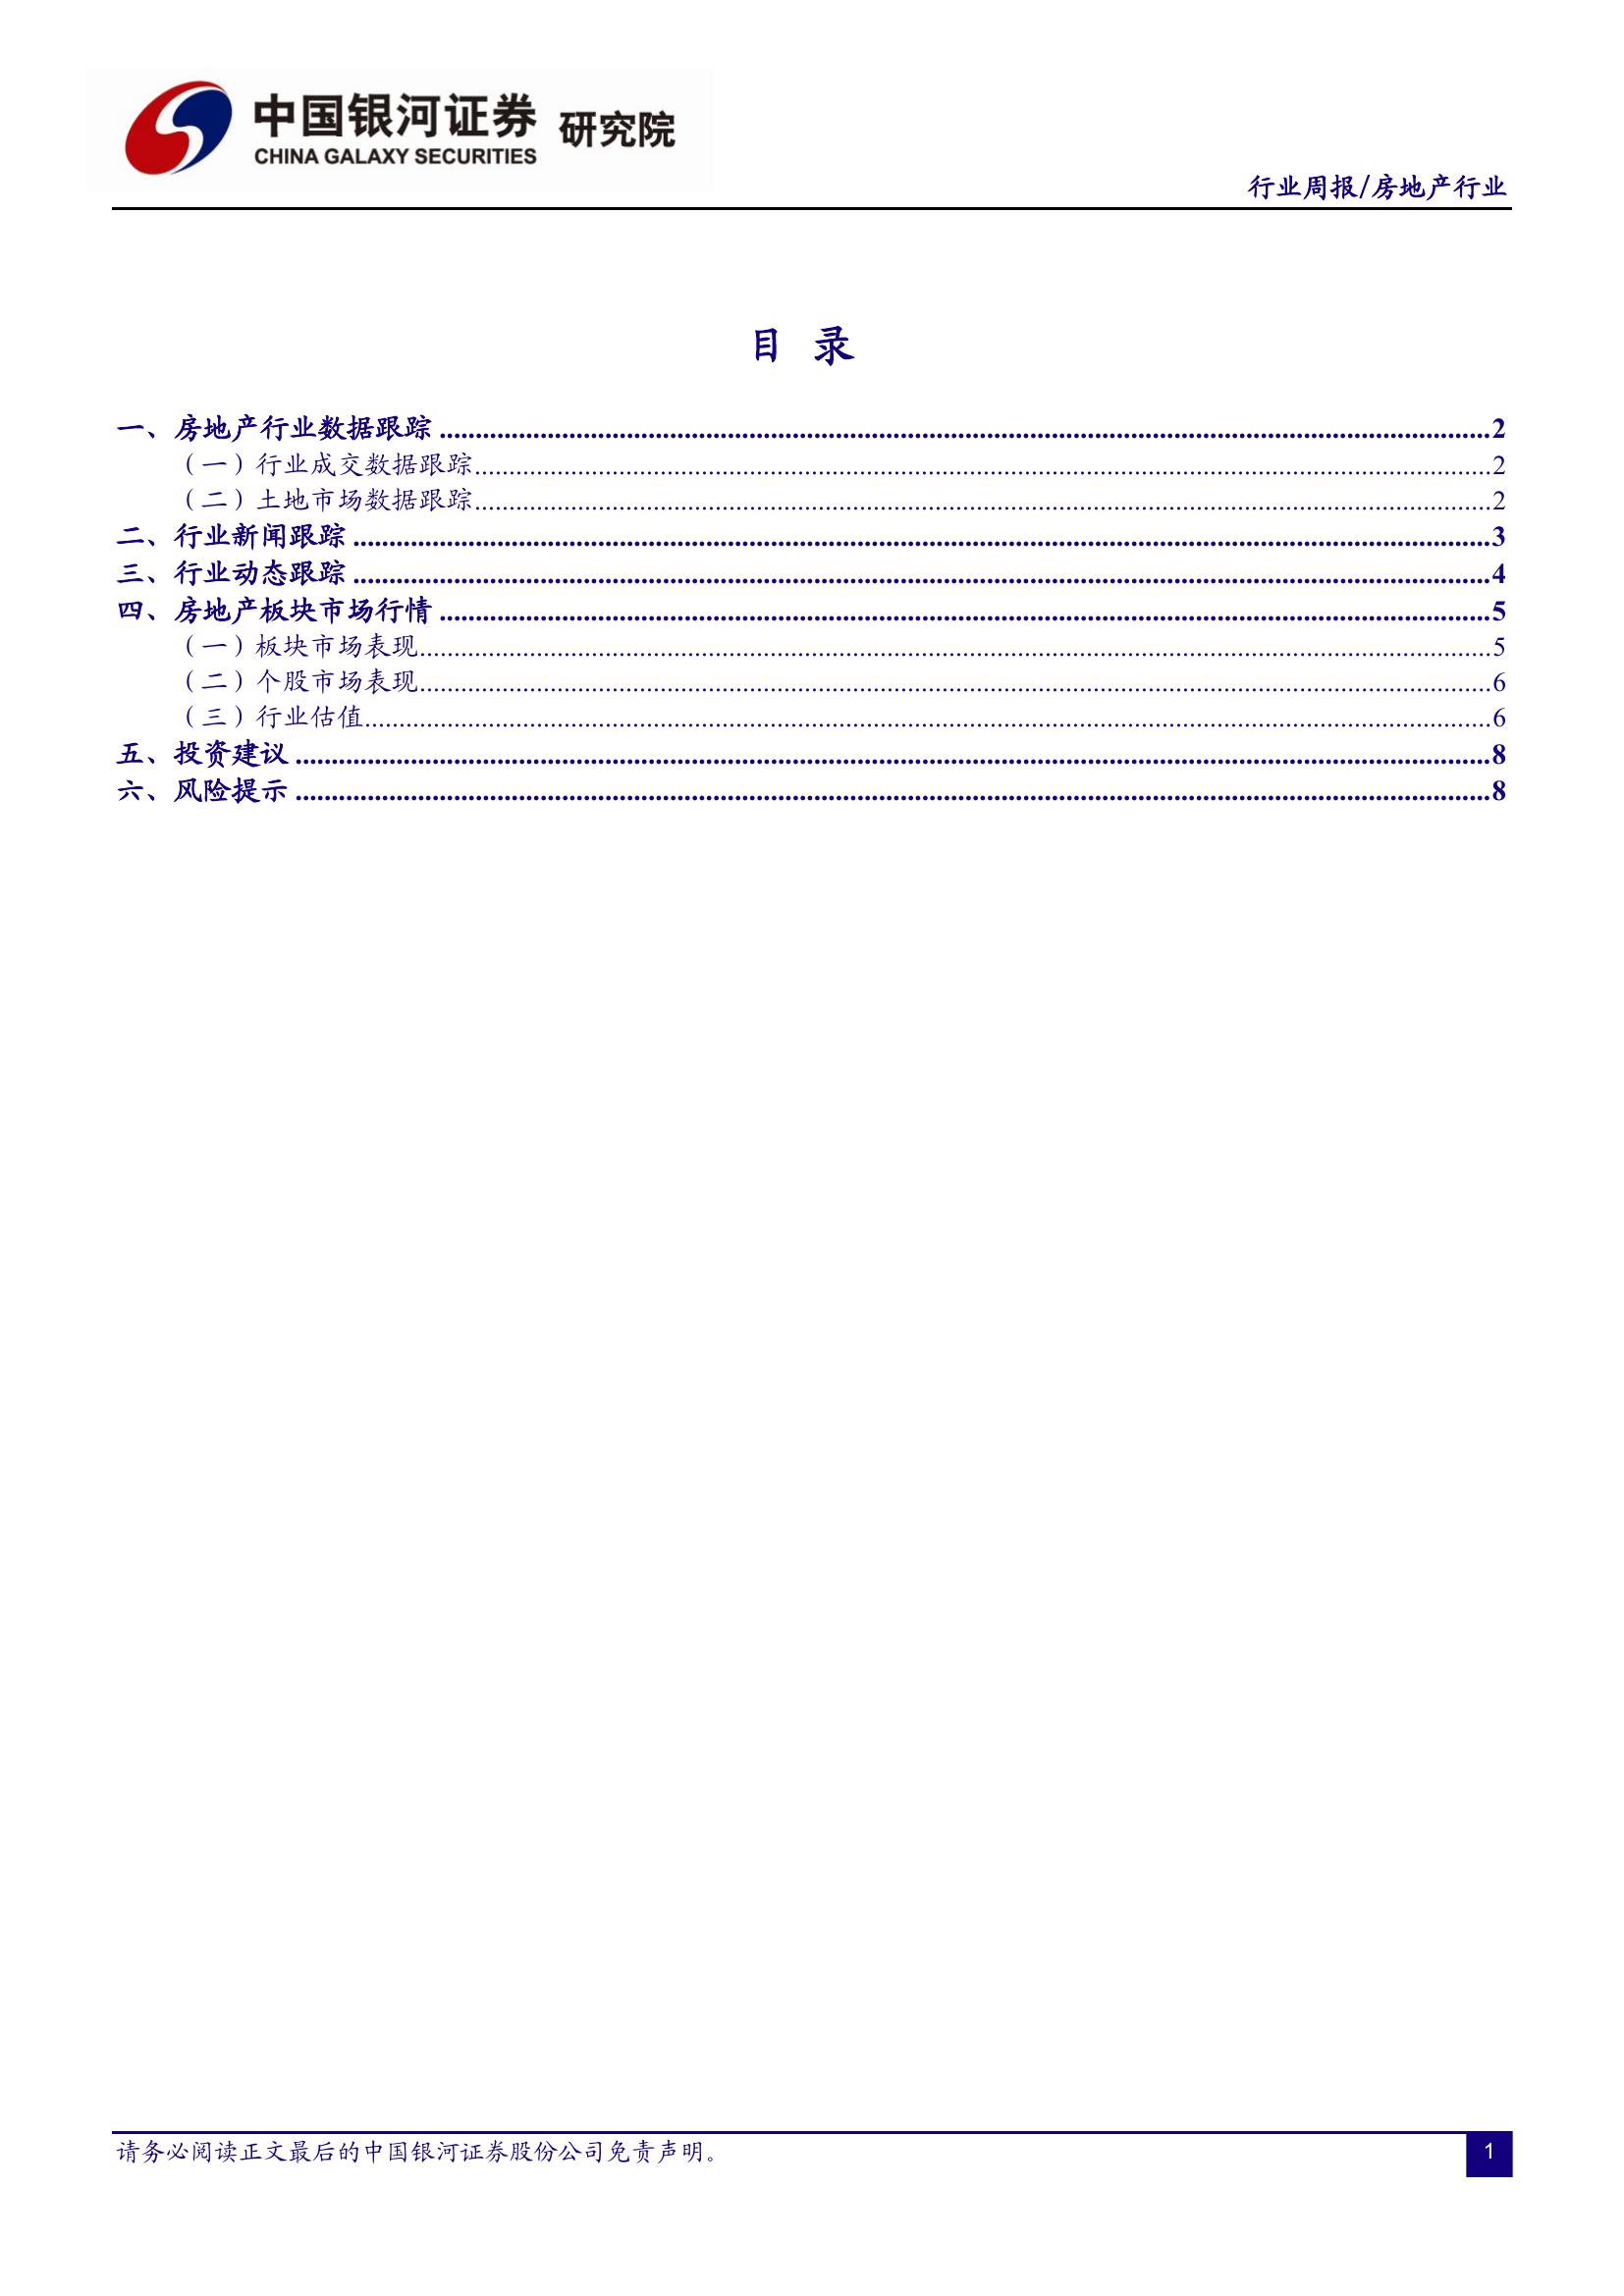 中国银河证券 研究院
CHINA GALAXY SECURITIES
行业周报/房地产行业
目 录
一、房地产行业数据跟踪 ........................................ 2
（一）行业成交数据跟踪 ........................................ 2
（二）土地市场数据跟踪 ........................................ 2
二、行业新闻跟踪 ........................................ 3
三、行业动态跟踪 ........................................ 4
四、房地产板块市场行情 ........................................ 5
（一）板块市场表现 ........................................ 5
（二）个股市场表现 ........................................ 6
（三）行业估值 ........................................ 6
五、投资建议 ........................................ 8
六、风险提示 ........................................ 8
请务必阅读正文最后的中国银河证券股份公司免责声明。
1